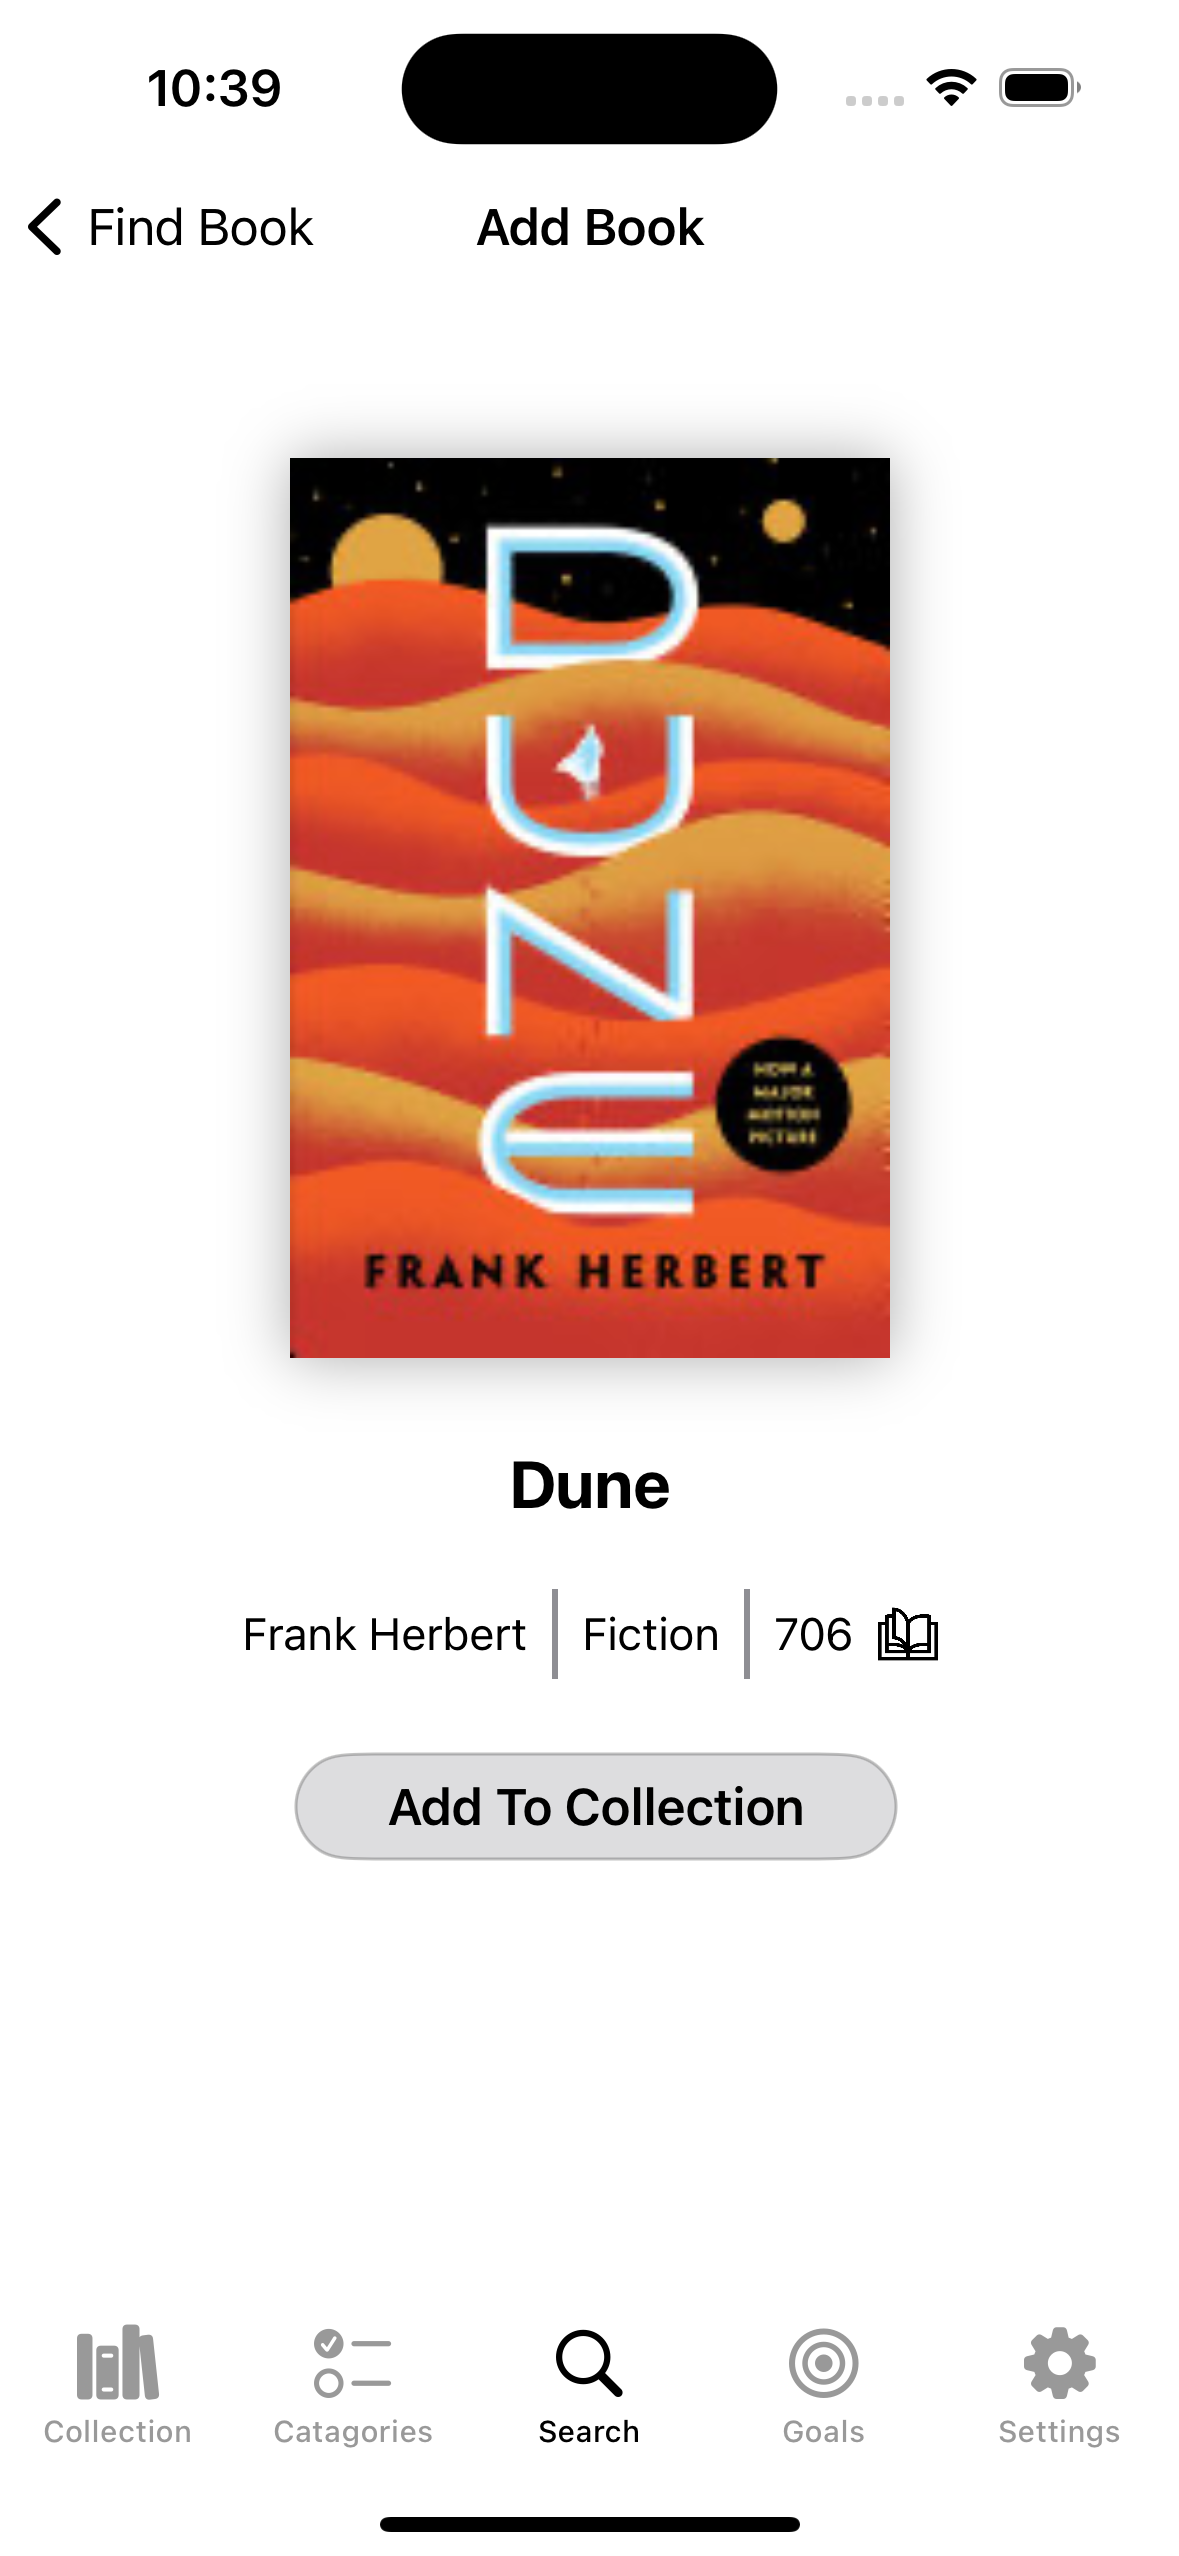 10:39
Find Book
Add Book
DUNE
NOW A
MAJOR
MOTION
PICTURE
FRANK HERBERT
Dune
Frank Herbert
Fiction
706
Add To Collection
Collection
Catagories
Search
Goals
Settings